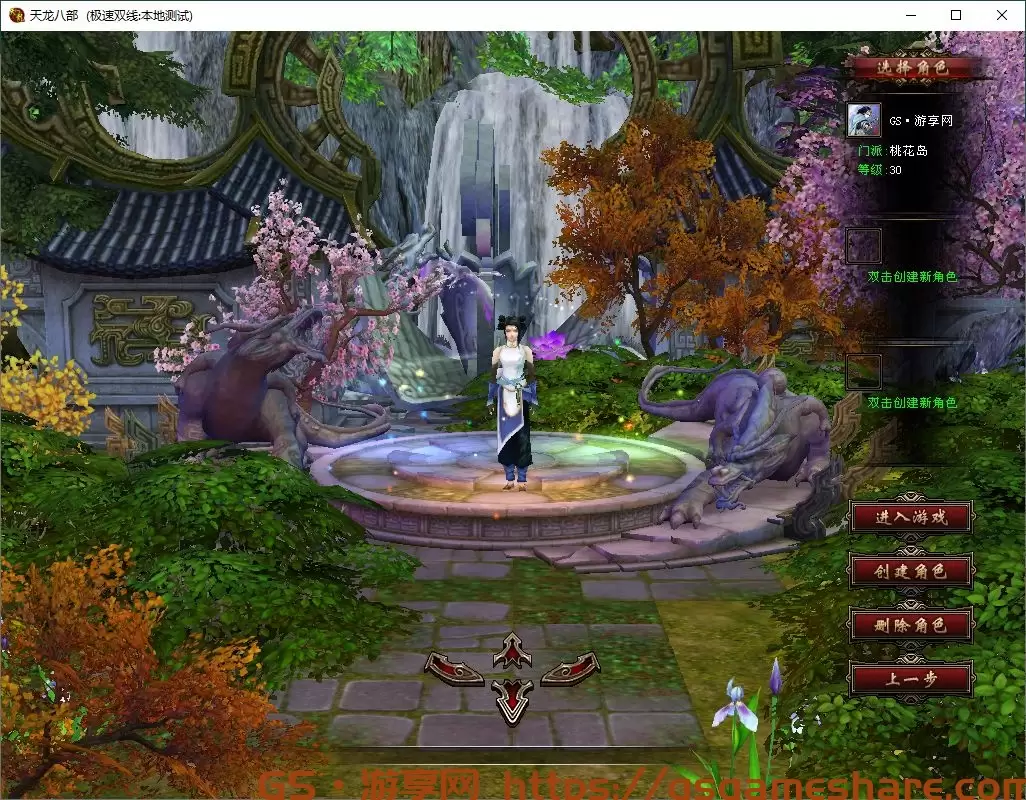 天龙八部 (极速双线:本地测试)
选择角色
GS·游享网
门派:桃花岛
等级:30
双击创建新角色
双击创建新角色
进入游戏
创建角色
删除角色
上一步
GS·游享网 https://gsgameshare.com